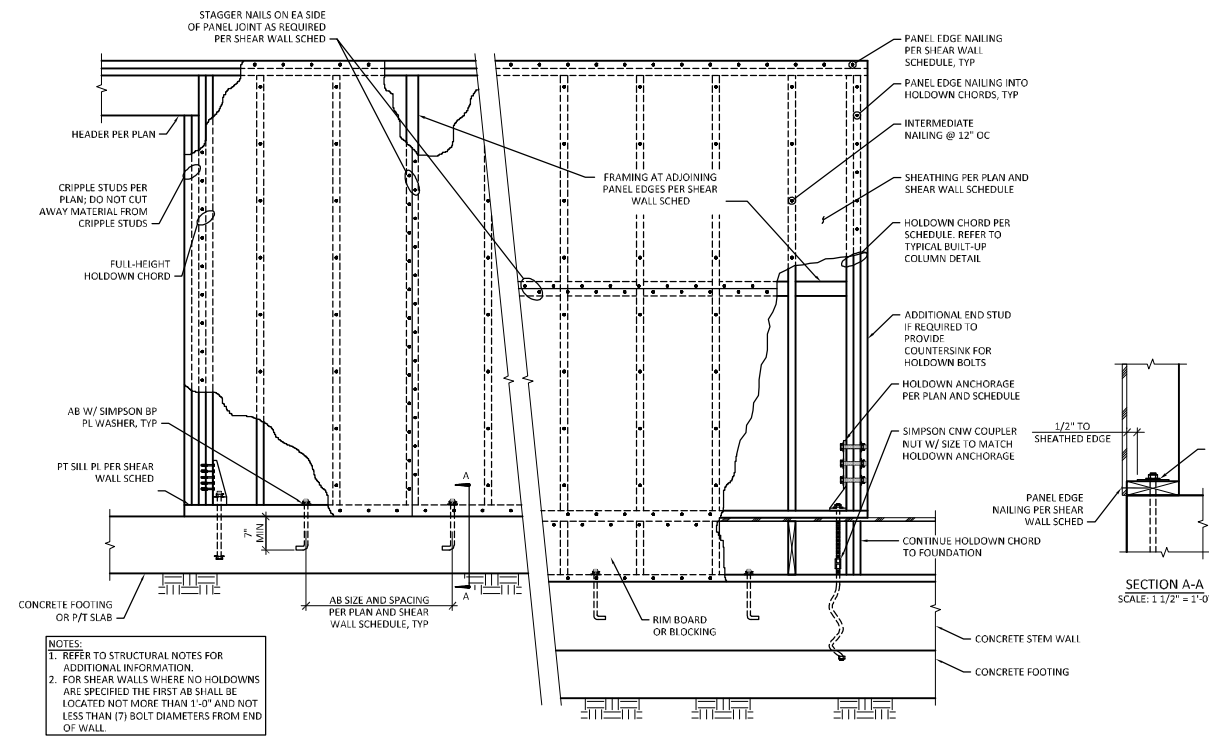 STAGGER NAILS ON EA SIDE
OF PANEL JOINT AS REQUIRED
PER SHEAR WALL SCHED
HEADER PER PLAN
CRIPPLE STUDS PER
PLAN; DO NOT CUT
AWAY MATERIAL FROM
CRIPPLE STUDS
FULL-HEIGHT
HOLDOWN CHORD
AB W/ SIMPSON BP
PL WASHER, TYP
PT SILL PL PER SHEAR
WALL SCHED
7"
MIN
A
A
CONCRETE FOOTING
OR P/T SLAB
AB SIZE AND SPACING
PER PLAN AND SHEAR
WALL SCHEDULE, TYP
NOTES:
1. REFER TO STRUCTURAL NOTES FOR
ADDITIONAL INFORMATION.
2. FOR SHEAR WALLS WHERE NO HOLDOWNS
ARE SPECIFIED THE FIRST AB SHALL BE
LOCATED NOT MORE THAN 1'-0" AND NOT
LESS THAN (7) BOLT DIAMETERS FROM END
OF WALL.
FRAMING AT ADJOINING
PANEL EDGES PER SHEAR
WALL SCHED
RIM BOARD
OR BLOCKING
PANEL EDGE NAILING
PER SHEAR WALL
SCHEDULE, TYP
PANEL EDGE NAILING INTO
HOLDOWN CHORDS, TYP
INTERMEDIATE
NAILING @ 12" OC
SHEATHING PER PLAN AND
SHEAR WALL SCHEDULE
HOLDOWN CHORD PER
SCHEDULE. REFER TO
TYPICAL BUILT-UP
COLUMN DETAIL
ADDITIONAL END STUD
IF REQUIRED TO
PROVIDE
COUNTERSINK FOR
HOLDOWN BOLTS
HOLDOWN ANCHORAGE
PER PLAN AND SCHEDULE
SIMPSON CNW COUPLER
NUT W/ SIZE TO MATCH
HOLDOWN ANCHORAGE
CONTINUE HOLDOWN CHORD
TO FOUNDATION
CONCRETE STEM WALL
CONCRETE FOOTING
1/2" TO
SHEATHED EDGE
PANEL EDGE
NAILING PER SHEAR
WALL SCHED
SECTION A-A
SCALE: 1 1/2" = 1'-0"